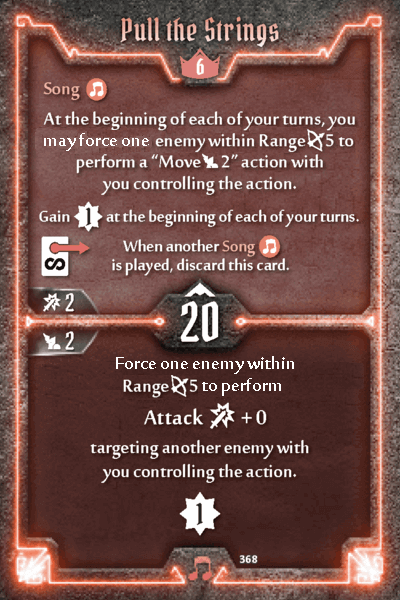 Pull the Strings
6
Song
At the beginning of each of your turns, you
may force one enemy within Range 5 to
perform a “Move 2” action with
you controlling the action.
Gain 1 at the beginning of each of your turns.
S
When another Song
is played, discard this card.
2
20
2
Force one enemy within
Range 5 to perform
Attack +0
targeting another enemy with
you controlling the action.
1
368